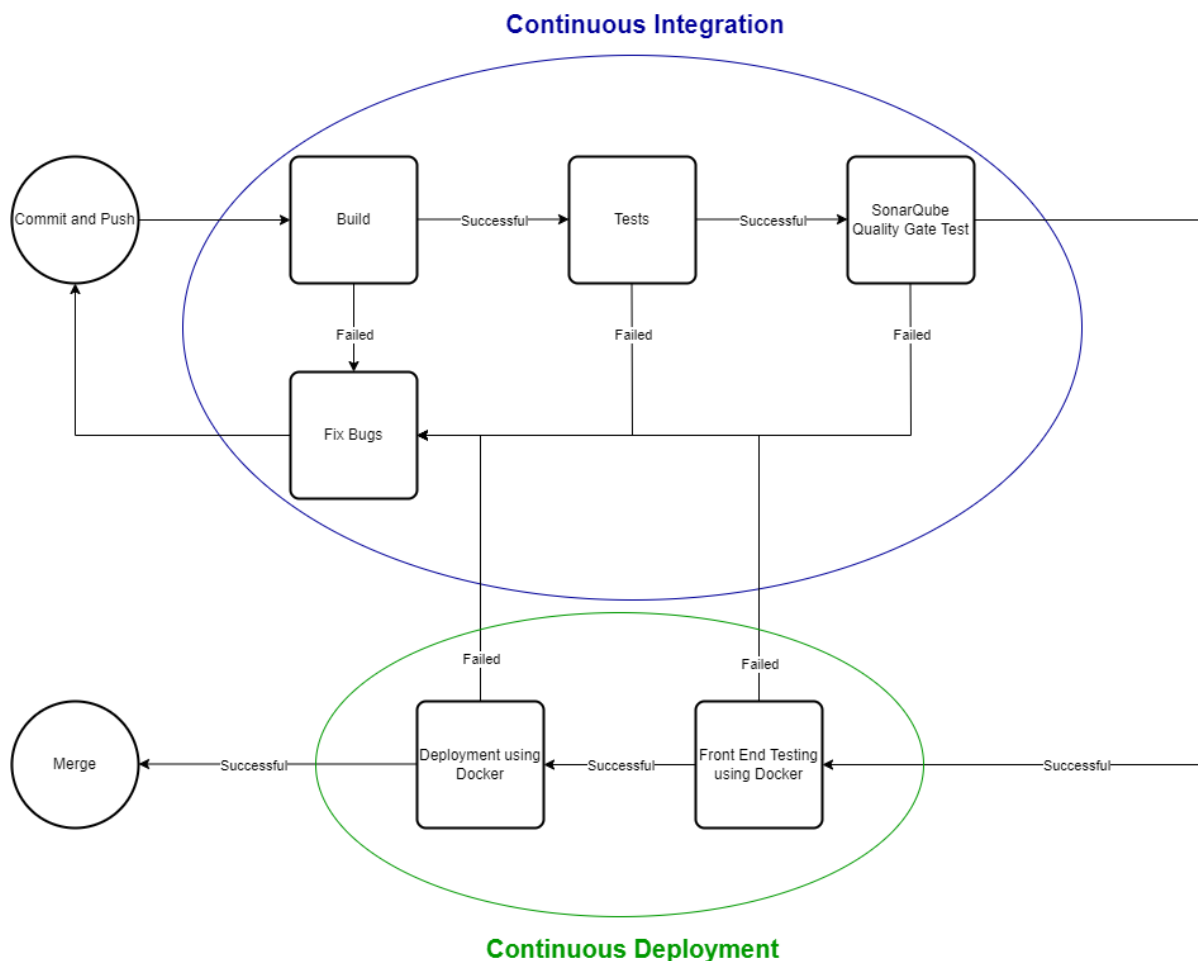 Continuous Integration
Commit and Push
Build
Successful
Tests
Successful
SonarQube
Quality Gate Test
Failed
Failed
Failed
Fix Bugs
Failed
Failed
Merge
Successful
Deployment using
Docker
Successful
Front End Testing
using Docker
Successful
Continuous Deployment